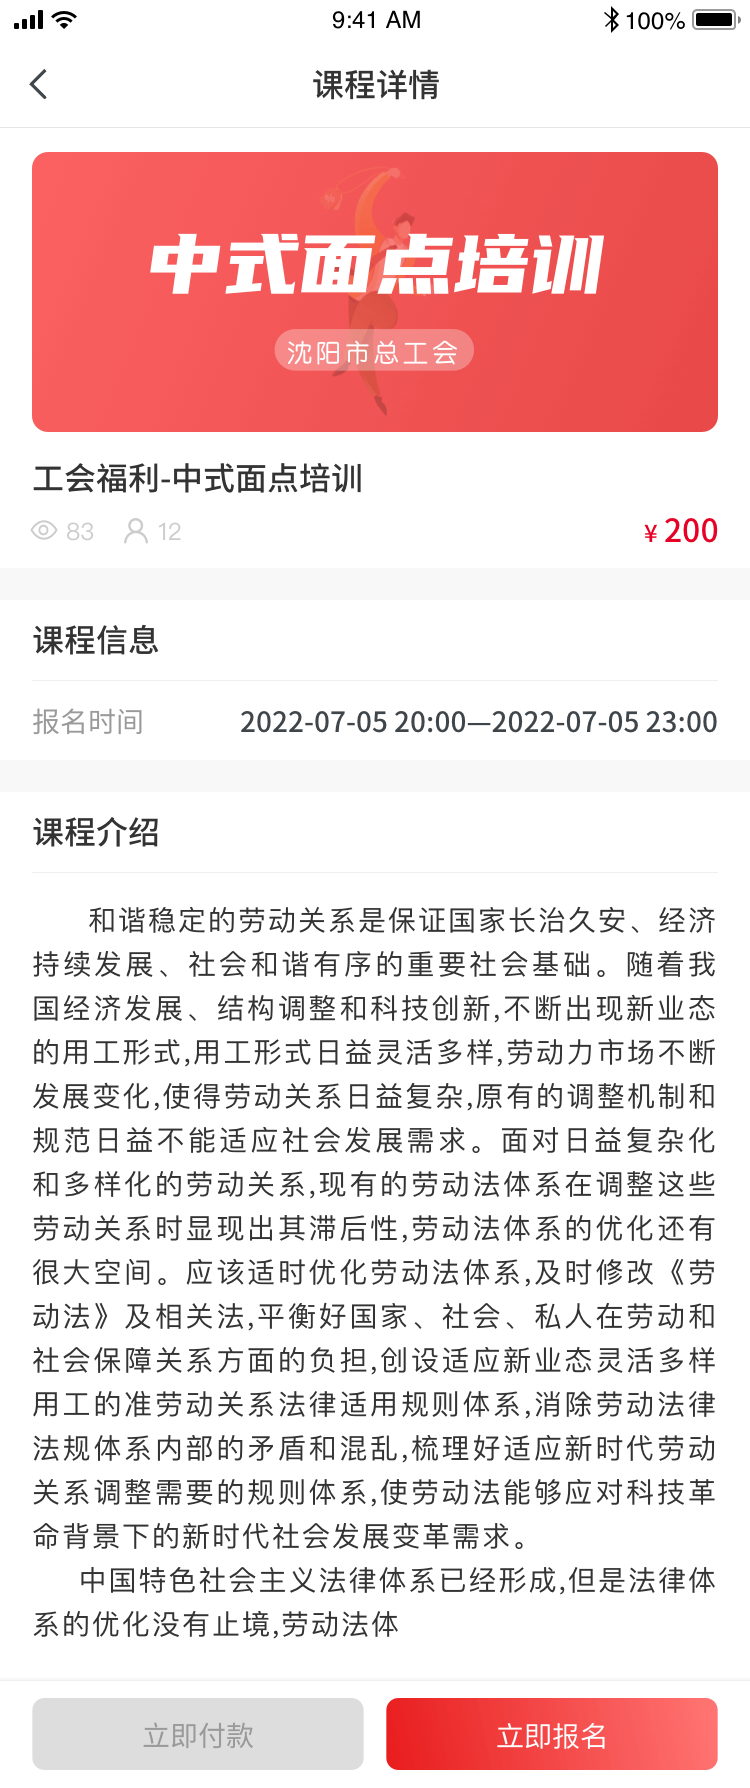 9:41 AM
100%
课程详情
中式面点培训
沈阳市总工会
工会福利-中式面点培训
83 12 ¥ 200
课程信息
报名时间 2022-07-05 20:00—2022-07-05 23:00
课程介绍
和谐稳定的劳动关系是保证国家长治久安、经济
持续发展、社会和谐有序的重要社会基础。随着我
国经济发展、结构调整和科技创新,不断出现新业态
的用工形式,用工形式日益灵活多样,劳动力市场不断
发展变化,使得劳动关系日益复杂,原有的调整机制和
规范日益不能适应社会发展需求。面对日益复杂化
和多样化的劳动关系,现有的劳动法体系在调整这些
劳动关系时显现出其滞后性,劳动法体系的优化还有
很大空间。应该适时优化劳动法体系,及时修改《劳
动法》及相关法,平衡好国家、社会、私人在劳动和
社会保障关系方面的负担,创设适应新业态灵活多样
用工的准劳动关系法律适用规则体系,消除劳动法律
法规体系内部的矛盾和混乱,梳理好适应新时代劳动
关系调整需要的规则体系,使劳动法能够应对科技革
命背景下的新时代社会发展变革需求。
中国特色社会主义法律体系已经形成,但是法律体
系的优化没有止境,劳动法体
立即付款
立即报名